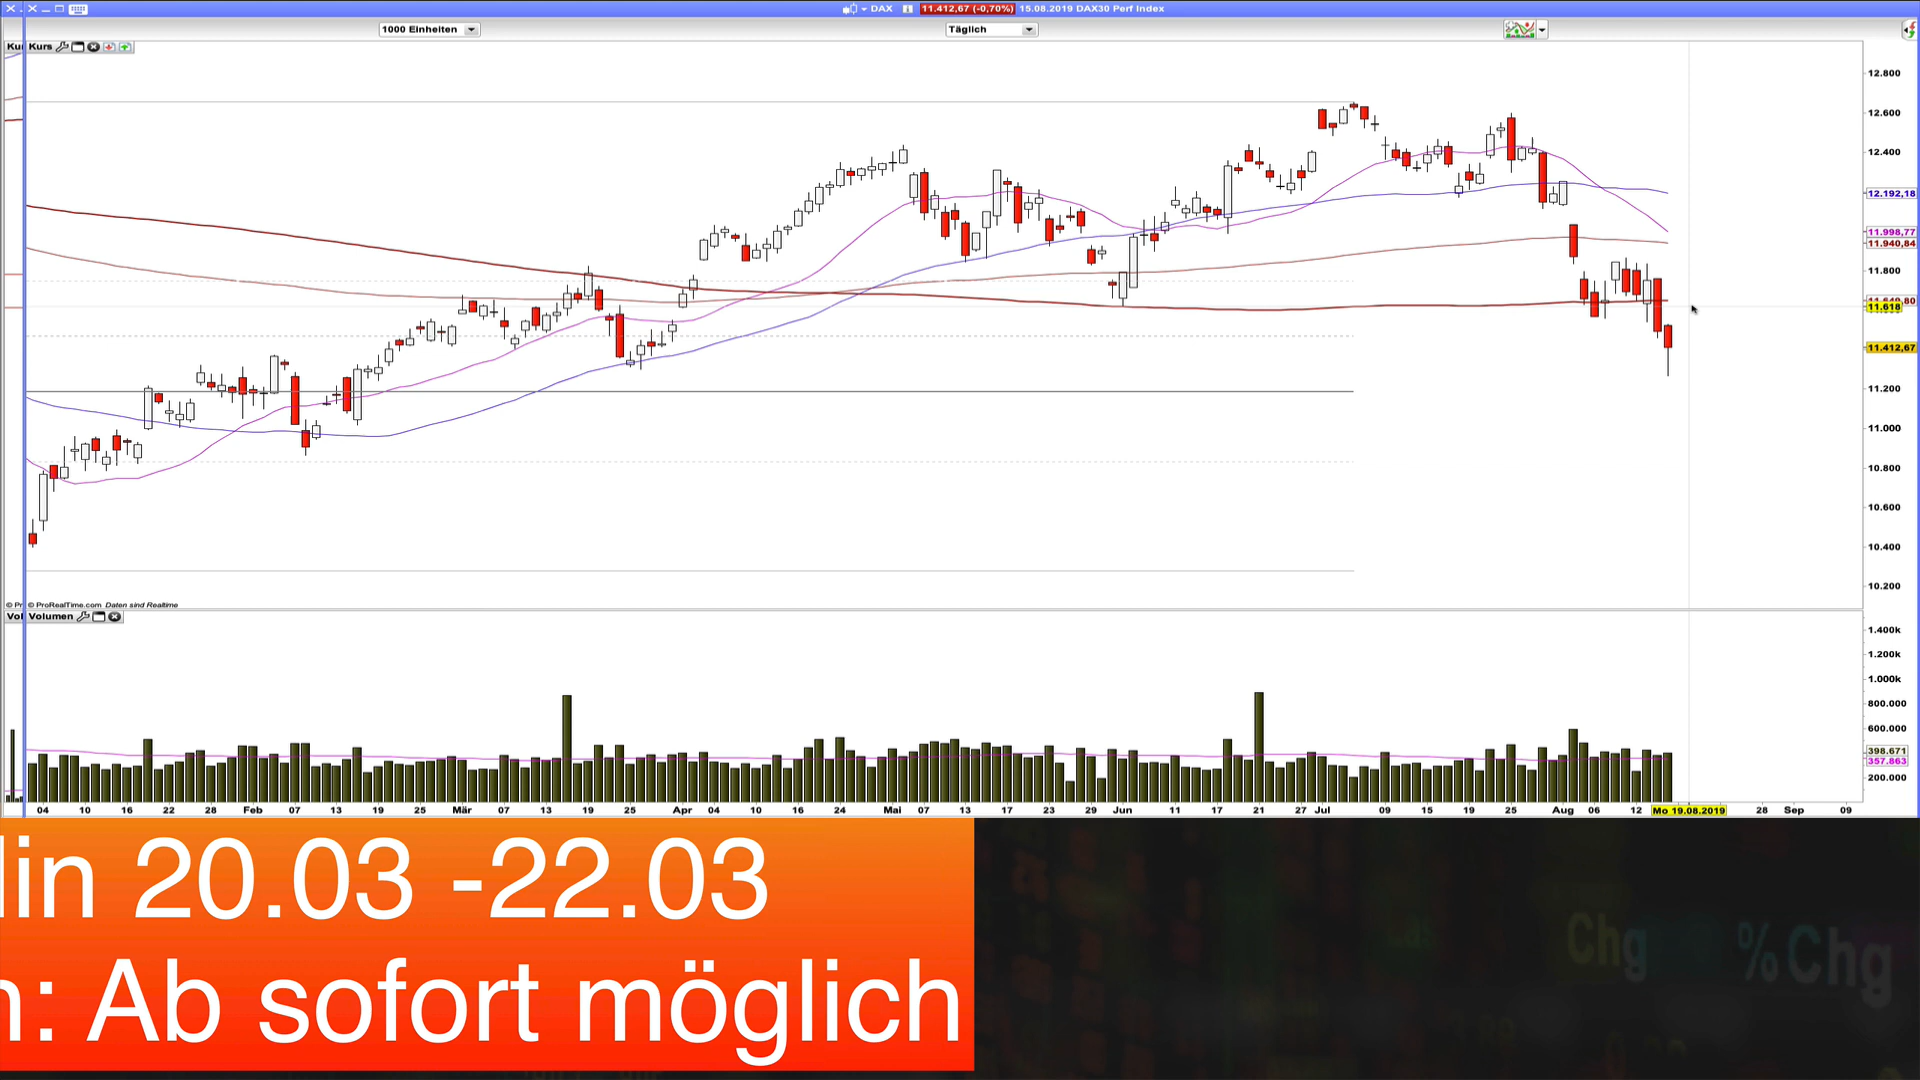 DAX 11.412,67 (-0,70%) 15.08.2019 DAX30 Perf Index
1000 Einheiten
Täglich
Kurs
12.800
12.600
12.400
12.192,18
11.998,77
11.940,84
11.800
11.618
11.412,67
11.200
11.000
10.800
10.600
10.400
10.200
© ProRealTime.com Daten sind Realtime
Volumen
1.400k
1.200k
1.000k
800.000
600.000
398.671
357.863
200.000
04 10 16 22 28 Feb 07 13 19 25 Mär 07 13 19 25 Apr 10 16 24 Mai 07 13 17 23 29 Jun 11 17 21 27 Jul 09 15 19 25 Aug 06 12 Mo 19.08.2019 28 Sep 09
lin 20.03 -22.03
n: Ab sofort möglich
Chg %Chg